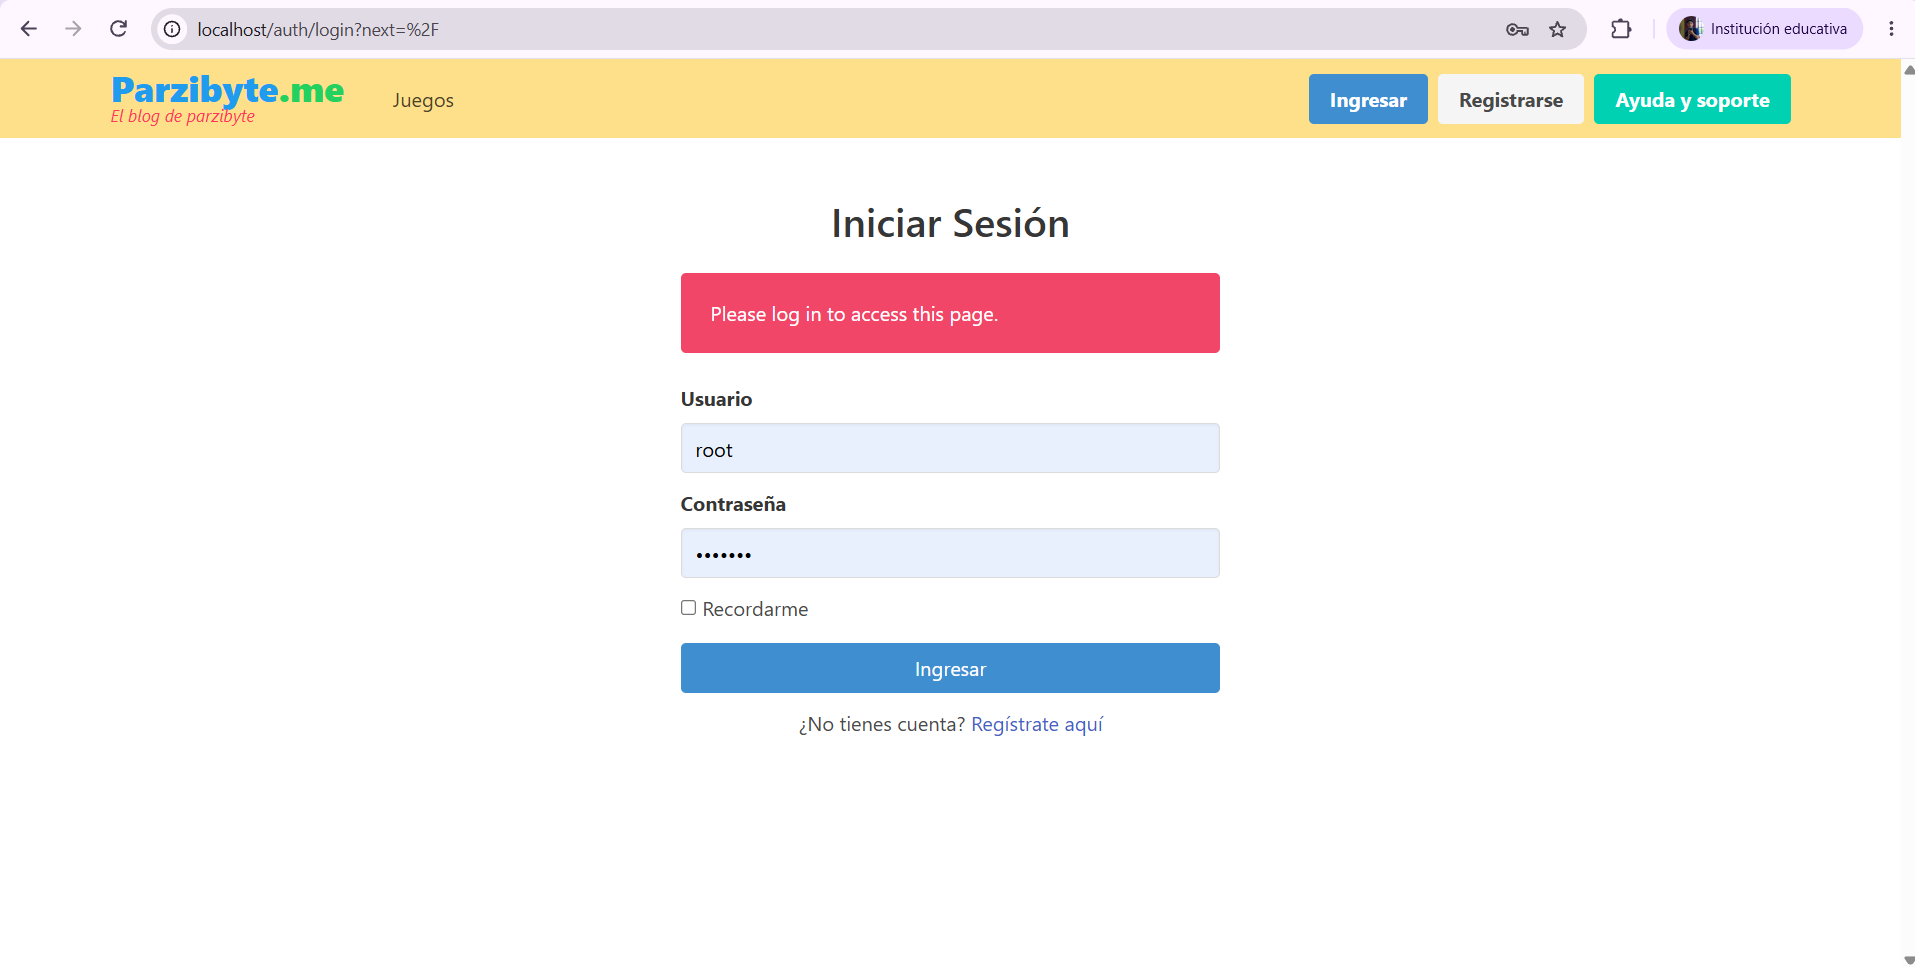 localhost/auth/login?next=%2F
Institución educativa
Parzibyte.me
El blog de parzibyte
Juegos
Ingresar
Registrarse
Ayuda y soporte
Iniciar Sesión
Please log in to access this page.
Usuario
root
Contraseña
•••••••
Recordarme
Ingresar
¿No tienes cuenta? Regístrate aquí